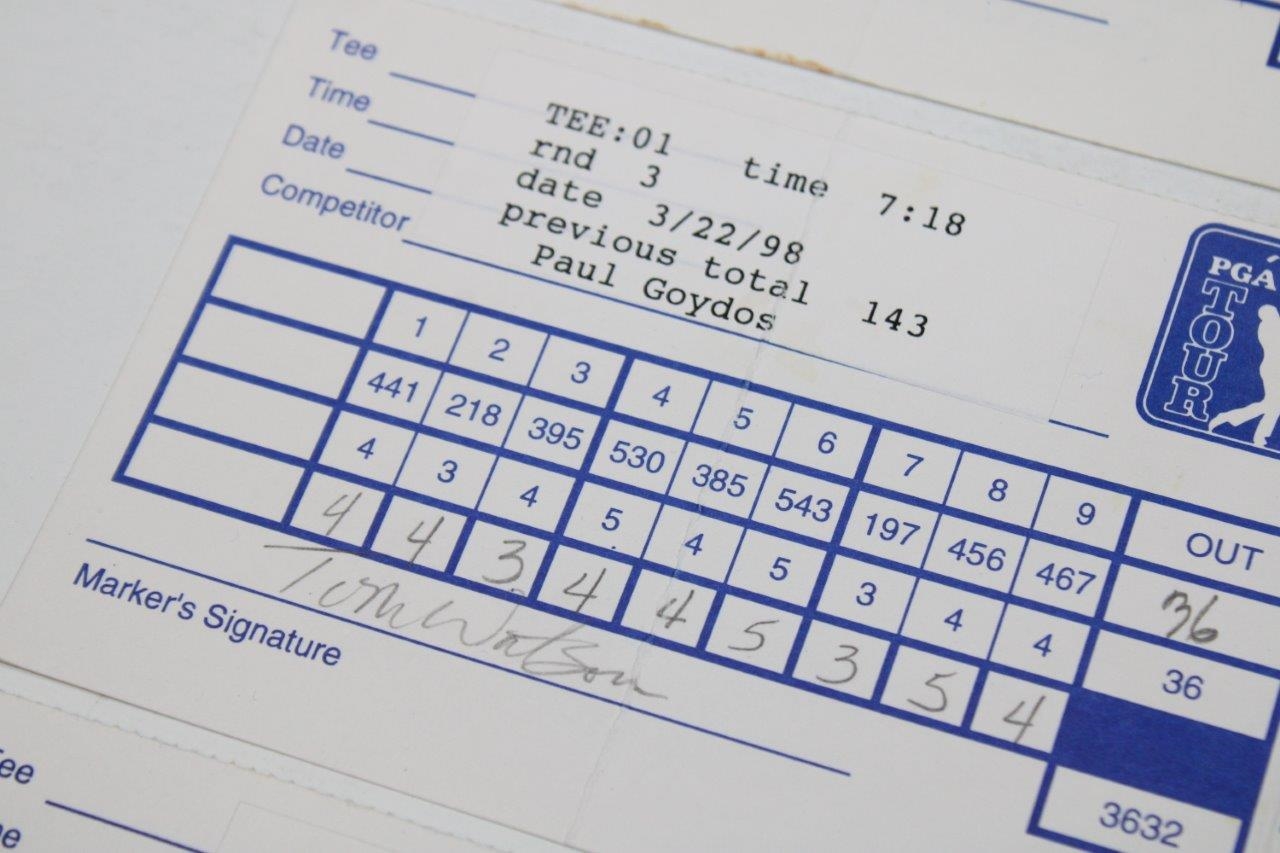 Tee
Time
Date
Competitor
TEE:01 time 7:18
rnd 3
date 3/22/98
previous total 143
Paul Goydos
PGA
TOUR
1 2 3 4 5 6 7 8 9 OUT
441 218 395 530 385 543 197 456 467 36
4 3 4 5 4 5 3 4 4 36
4 4 3 4 4 5 3 5 4
3632
Tom Watson
Marker's Signature
Tee